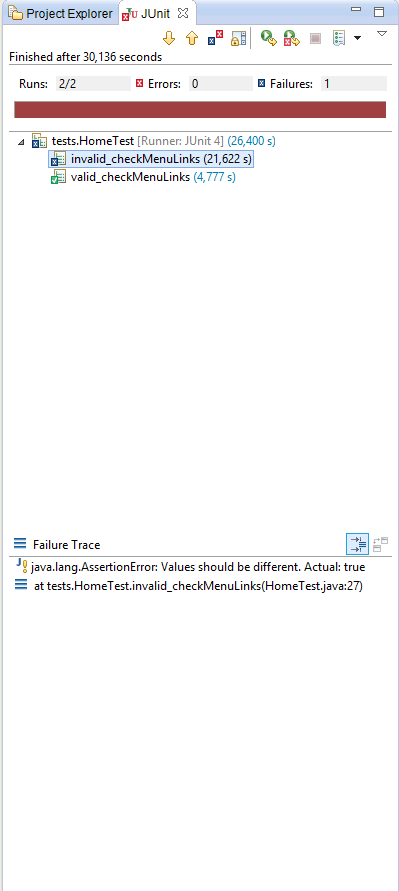 Project Explorer JUnit
Finished after 30,136 seconds
Runs: 2/2 Errors: 0 Failures: 1
tests.HomeTest [Runner: JUnit 4] (26,400 s)
invalid_checkMenuLinks (21,622 s)
valid_checkMenuLinks (4,777 s)
Failure Trace
java.lang.AssertionError: Values should be different. Actual: true
at tests.HomeTest.invalid_checkMenuLinks(HomeTest.java:27)